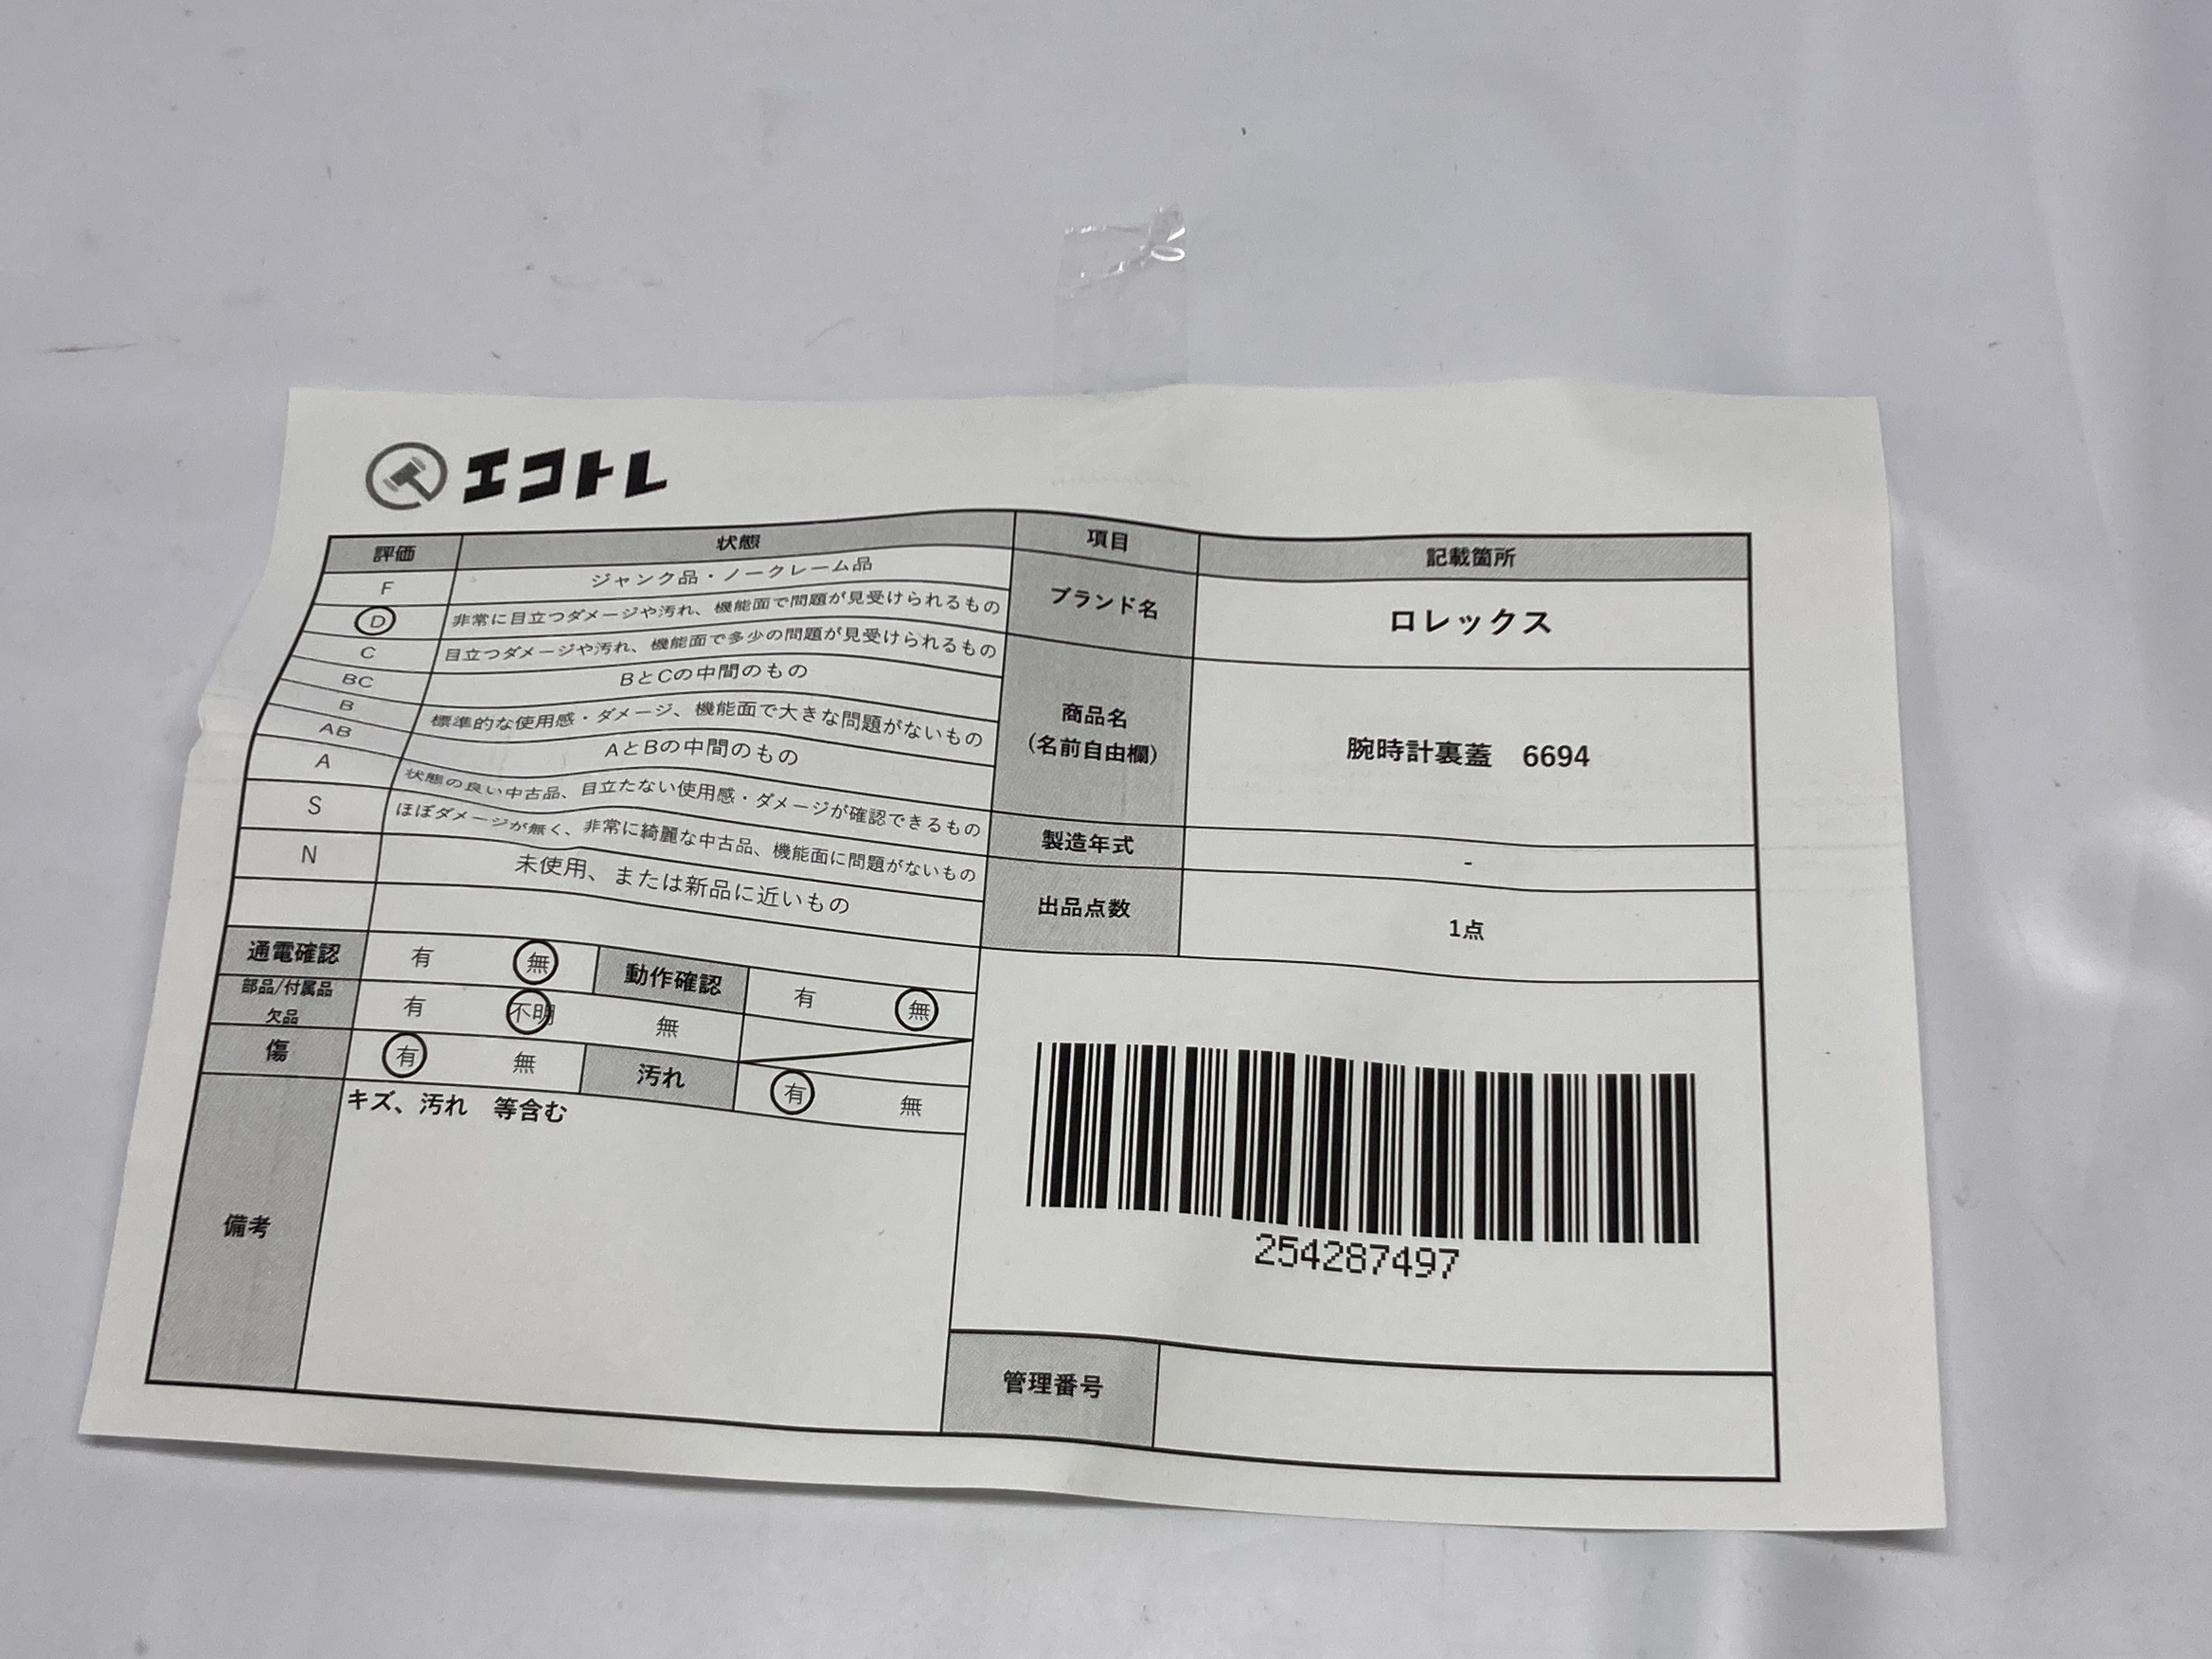 エコトレ
評価 状態
F ジャンク品・ノークレーム品
D 非常に目立つダメージや汚れ、機能面で問題が見受けられるもの
C 目立つダメージや汚れ、機能面で多少の問題が見受けられるもの
BC BとCの中間のもの
B 標準的な使用感・ダメージ、機能面で大きな問題がないもの
AB AとBの中間のもの
A 状態の良い中古品、目立たない使用感・ダメージが確認できるもの
S ほぼダメージが無く、非常に綺麗な中古品、機能面に問題がないもの
N 未使用、または新品に近いもの
通電確認 有 無 動作確認 有 無
部品/付属品
欠品 有 不明 無
傷 有 無 汚れ 有 無
備考 キズ、汚れ 等含む
項目 記載箇所
ブランド名 ロレックス
商品名
(名前自由欄) 腕時計裏蓋 6694
製造年式 -
出品点数 1点
254287497
管理番号